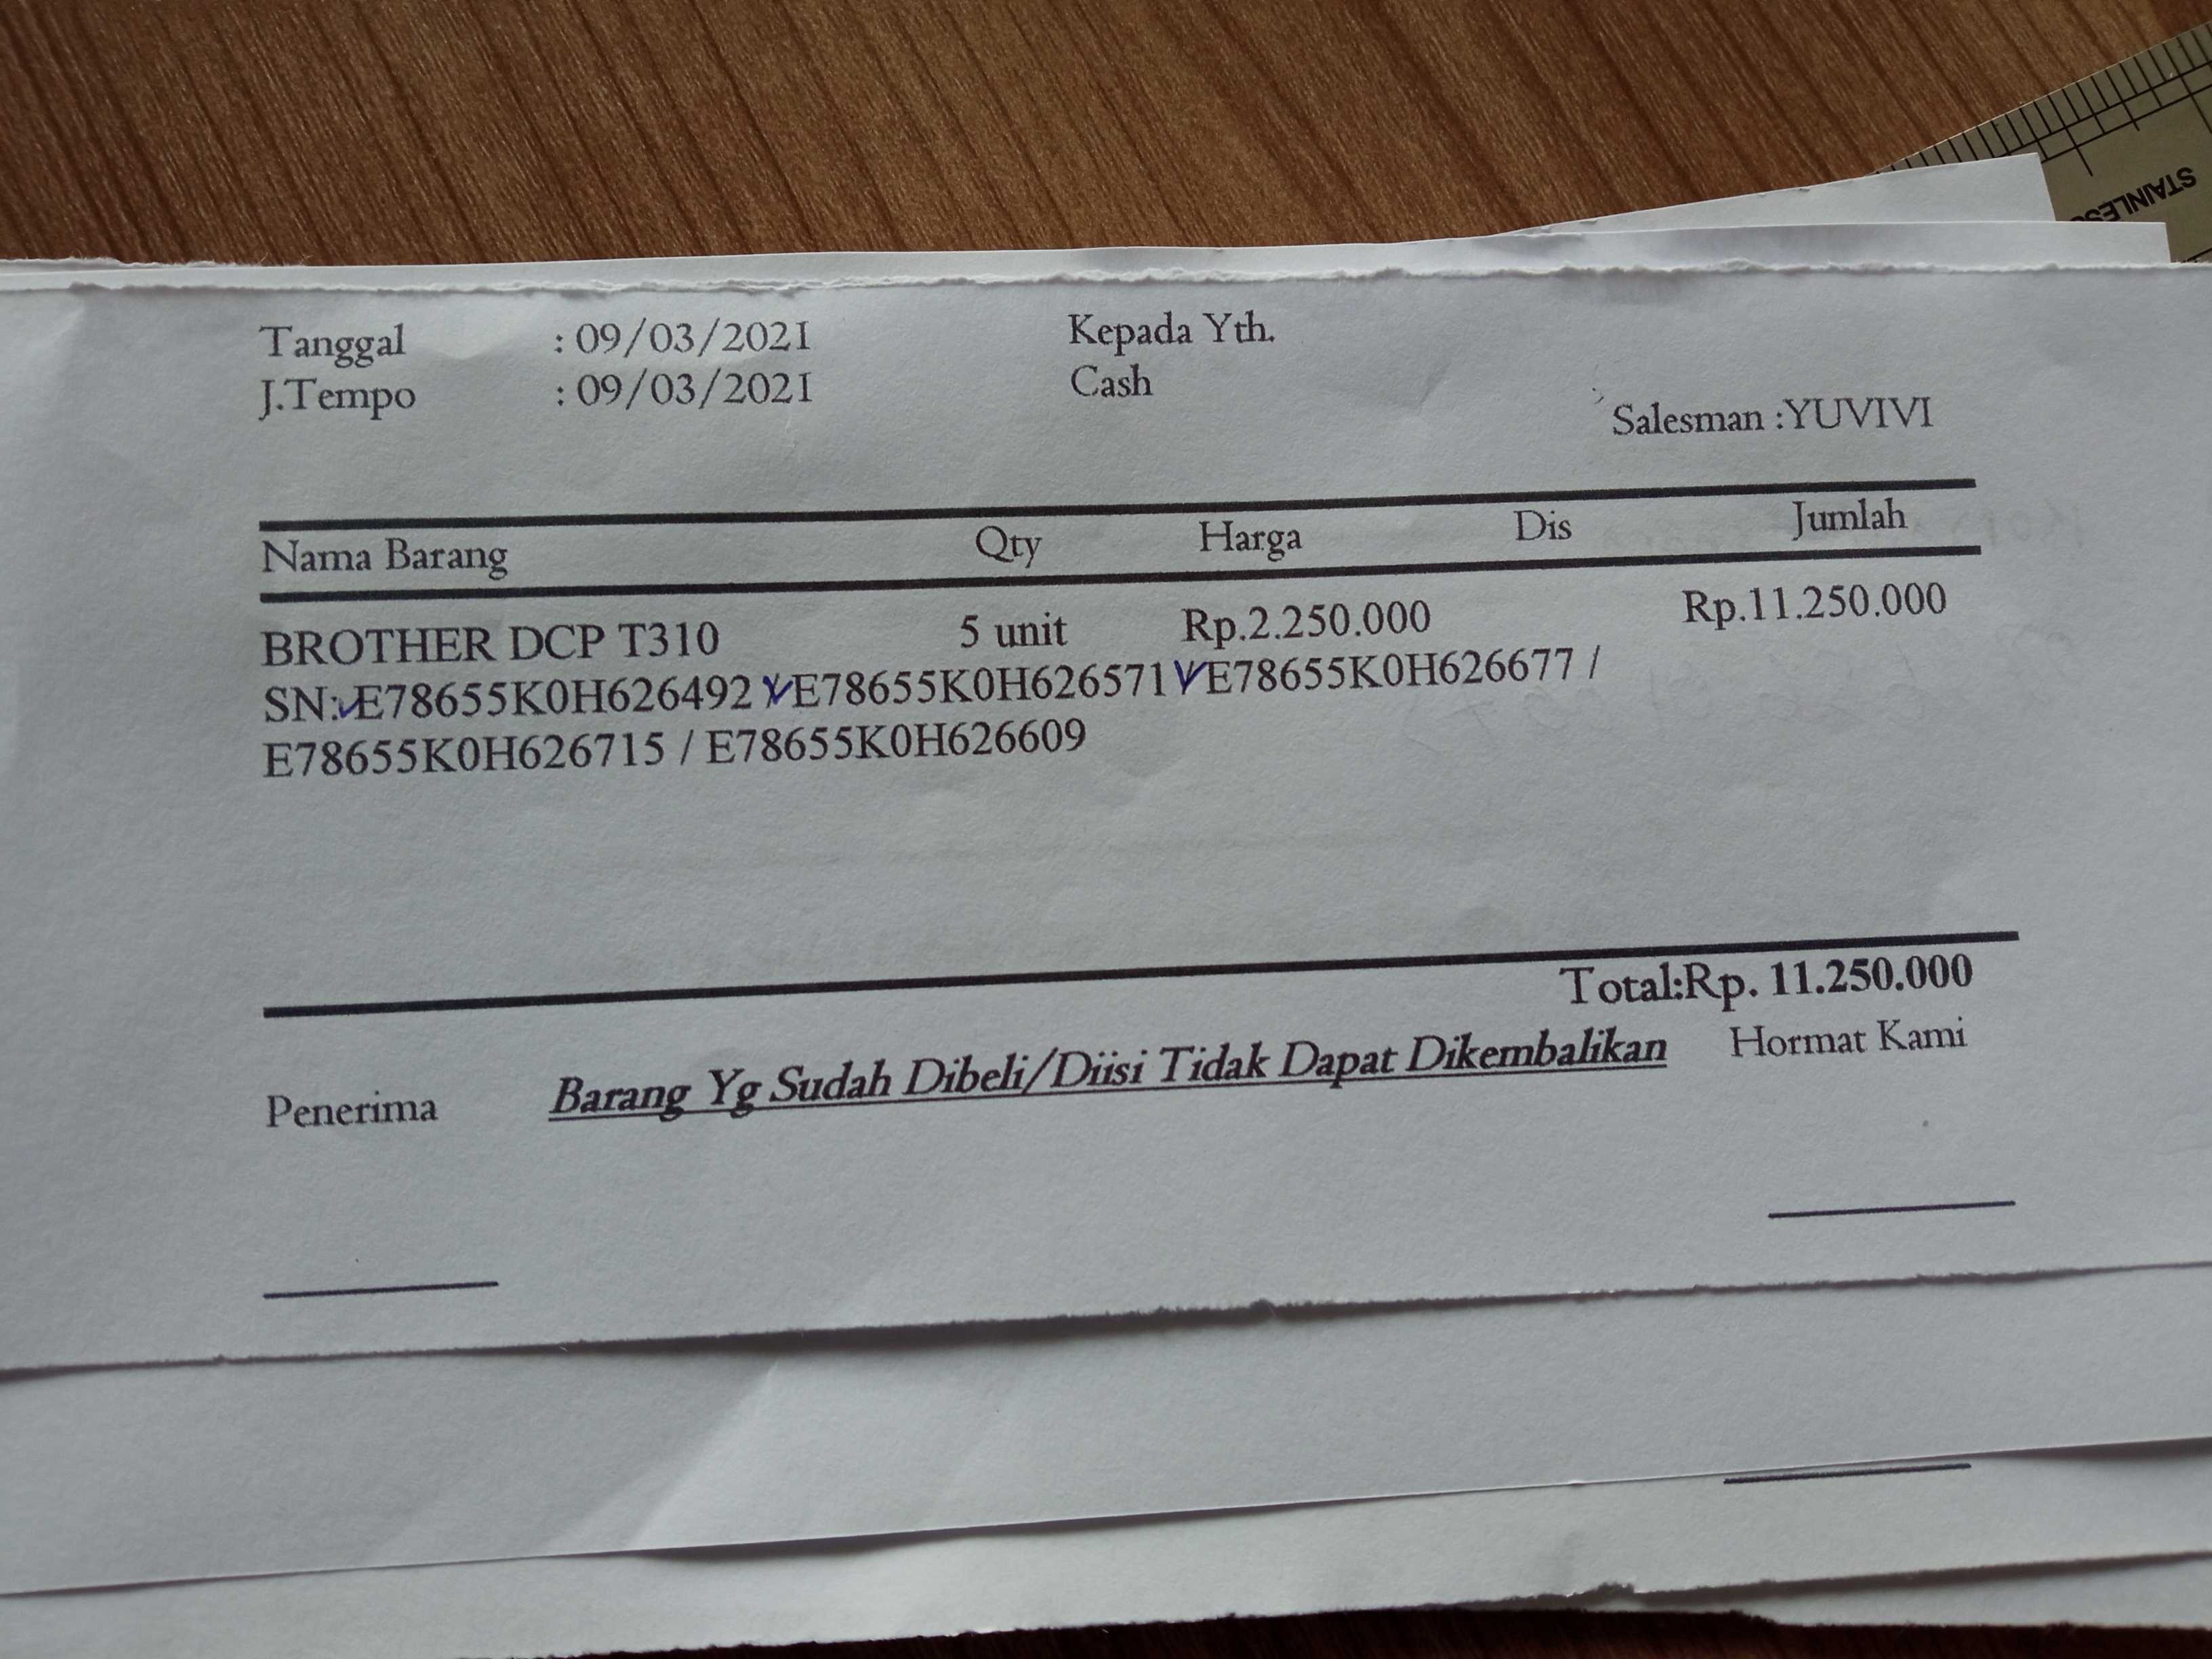 STAINLES
Tanggal : 09/03/2021 Kepada Yth.
J.Tempo : 09/03/2021 Cash
Salesman :YUVIVI
Nama Barang Qty Harga Dis Jumlah
BROTHER DCP T310 5 unit Rp.2.250.000 Rp.11.250.000
SN: E78655K0H626492 / E78655K0H626571 / E78655K0H626677 /
E78655K0H626715 / E78655K0H626609
Total:Rp. 11.250.000
Penerima Barang Yg Sudah Dibeli/Diisi Tidak Dapat Dikembalikan Hormat Kami